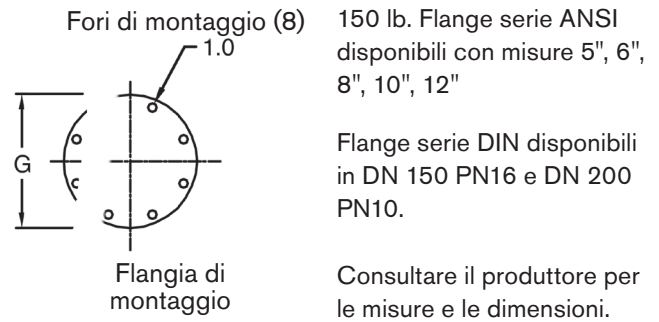 Fori di montaggio (8)
1.0
G
Flangia di
montaggio
150 lb. Flange serie ANSI
disponibili con misure 5", 6",
8", 10", 12"
Flange serie DIN disponibili
in DN 150 PN16 e DN 200
PN10.
Consultare il produttore per
le misure e le dimensioni.